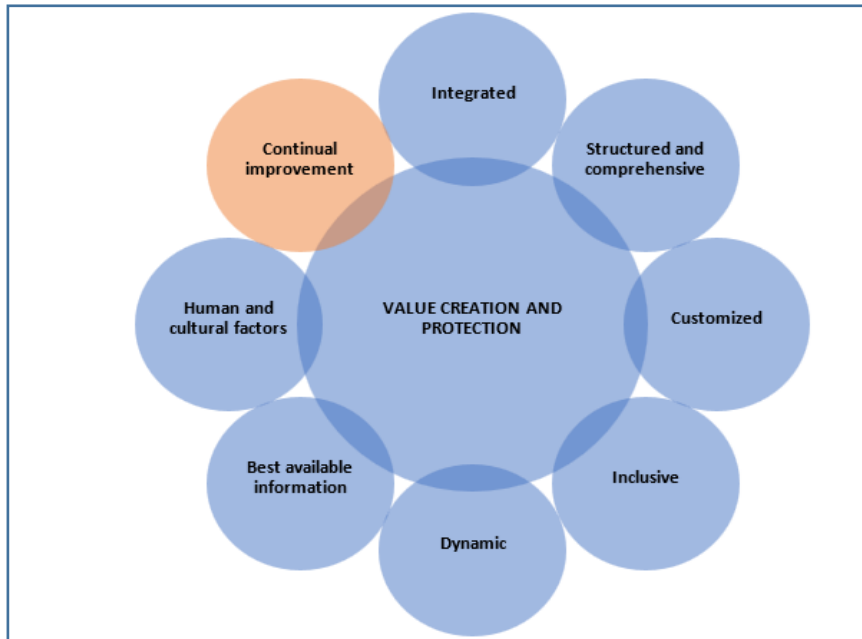 Integrated
Structured and
comprehensive
Customized
Inclusive
Dynamic
Best available
information
Human and
cultural factors
Continual
improvement
VALUE CREATION AND
PROTECTION